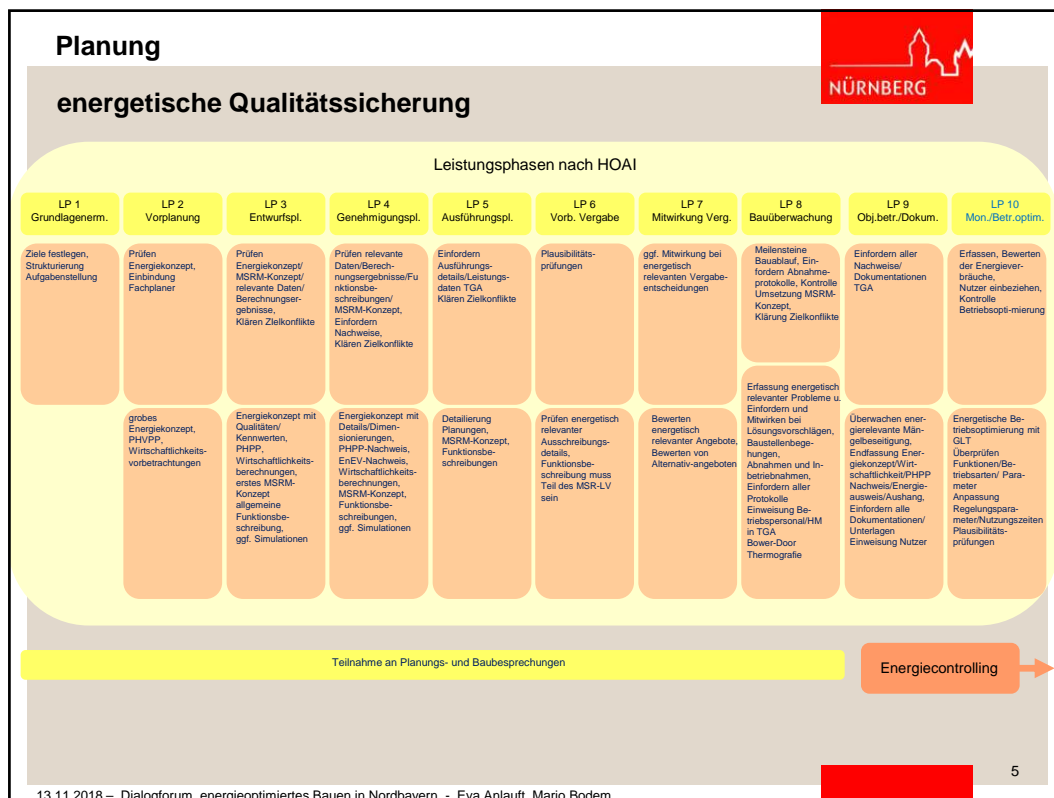 Planung
NÜRNBERG
energetische Qualitätssicherung
Leistungsphasen nach HOAI
LP 1
Grundlagenerm.
LP 2
Vorplanung
LP 3
Entwurfspl.
LP 4
Genehmigungspl.
LP 5
Ausführungspl.
LP 6
Vorb. Vergabe
LP 7
Mitwirkung Verg.
LP 8
Bauüberwachung
LP 9
Obj.betr./Dokum.
LP 10
Mon./Betr.optim.
Ziele festlegen,
Strukturierung
Aufgabenstellung
Prüfen
Energiekonzept,
Einbindung
Fachplaner
Prüfen
Energiekonzept/
MSRM-Konzept/
relevante Daten/
Berechnungser-
gebnisse,
Klären ZIelkonflikte
Prüfen relevante
Daten/Berech-
nungsergebnisse/Fu
nktionsbe-
schreibungen/
MSRM-Konzept,
Einfordern
Nachweise,
Klären Zielkonflikte
Einfordern
Ausführungs-
details/Leistungs-
daten TGA
Klären Zielkonflikte
Plausibilitäts-
prüfungen
ggf. Mitwirkung bei
energetisch
relevanten Vergabe-
entscheidungen
Meilensteine
Bauablauf, Ein-
fordern Abnahme-
protokolle, Kontrolle
Umsetzung MSRM-
Konzept,
Klärung Zielkonflikte
Einfordern aller
Nachweise/
Dokumentationen
TGA
Erfassen, Bewerten
der Energiever-
bräuche,
Nutzer einbeziehen,
Kontrolle
Betriebsopti-mierung
grobes
Energiekonzept,
PHVPP,
Wirtschaftlichkeits-
vorbetrachtungen
Energiekonzept mit
Qualitäten/
Kennwerten,
PHPP,
Wirtschaftlichkeits-
berechnungen,
erstes MSRM-
Konzept
allgemeine
Funktionsbe-
schreibung,
ggf. Simulationen
Energiekonzept mit
Details/Dimen-
sionierungen,
PHPP-Nachweis,
EnEV-Nachweis,
Wirtschaftlichkeits-
berechnungen,
MSRM-Konzept,
Funktionsbe-
schreibungen,
ggf. Simulationen
Detailierung
Planungen,
MSRM-Konzept,
Funktionsbe-
schreibungen
Prüfen energetisch
relevanter
Ausschreibungs-
details,
Funktionsbe-
schreibung muss
Teil des MSR-LV
sein
Bewerten
energetisch
relevanter Angebote,
Bewerten von
Alternativ-angeboten
Erfassung energetisch
relevanter Probleme u.
Einfordern und
Mitwirken bei
Lösungsvorschlägen,
Baustellenbege-
hungen,
Abnahmen und In-
betriebnahmen,
Einfordern aller
Protokolle
Einweisung Be-
triebspersonal/HM
in TGA
Bower-Door
Thermografie
Überwachen ener-
gierelevante Män-
gelbeseitigung,
Endfassung Ener-
giekonzept/Wirt-
schaftlichkeit/PHPP
Nachweis/Energie-
ausweis/Aushang,
Einfordern alle
Dokumentationen/
Unterlagen
Einweisung Nutzer
Energetische Be-
triebsoptimierung mit
GLT
Überprüfen
Funktionen/Be-
triebsarten/ Para-
meter
Anpassung
Regelungspara-
meter/Nutzungszeiten
Plausibilitäts-
prüfungen
Teilnahme an Planungs- und Baubesprechungen
Energiecontrolling
5
13.11.2018 – Dialogforum energieoptimiertes Bauen in Nordbayern - Eva Anlauft, Mario Bodem